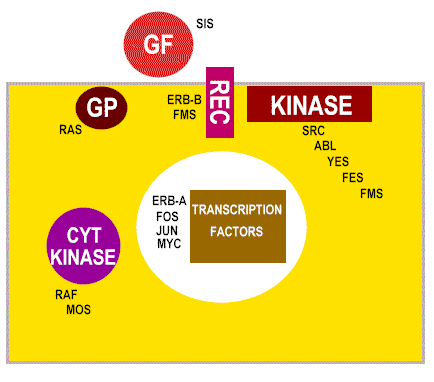 SIS
GF
GP
RAS
ERB-B
FMS
REC
KINASE
SRC
ABL
YES
FES
FMS
ERB-A
FOS
JUN
MYC
TRANSCRIPTION
FACTORS
CYT
KINASE
RAF
MOS